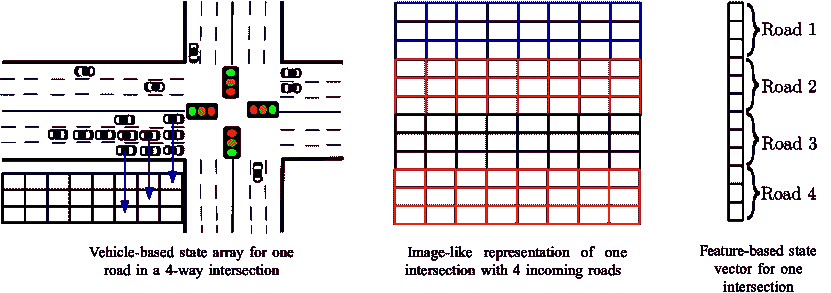 Road 1
Road 2
Road 3
Road 4
Vehicle-based state array for one
road in a 4-way intersection
Image-like representation of one
intersection with 4 incoming roads
Feature-based state
vector for one
intersection